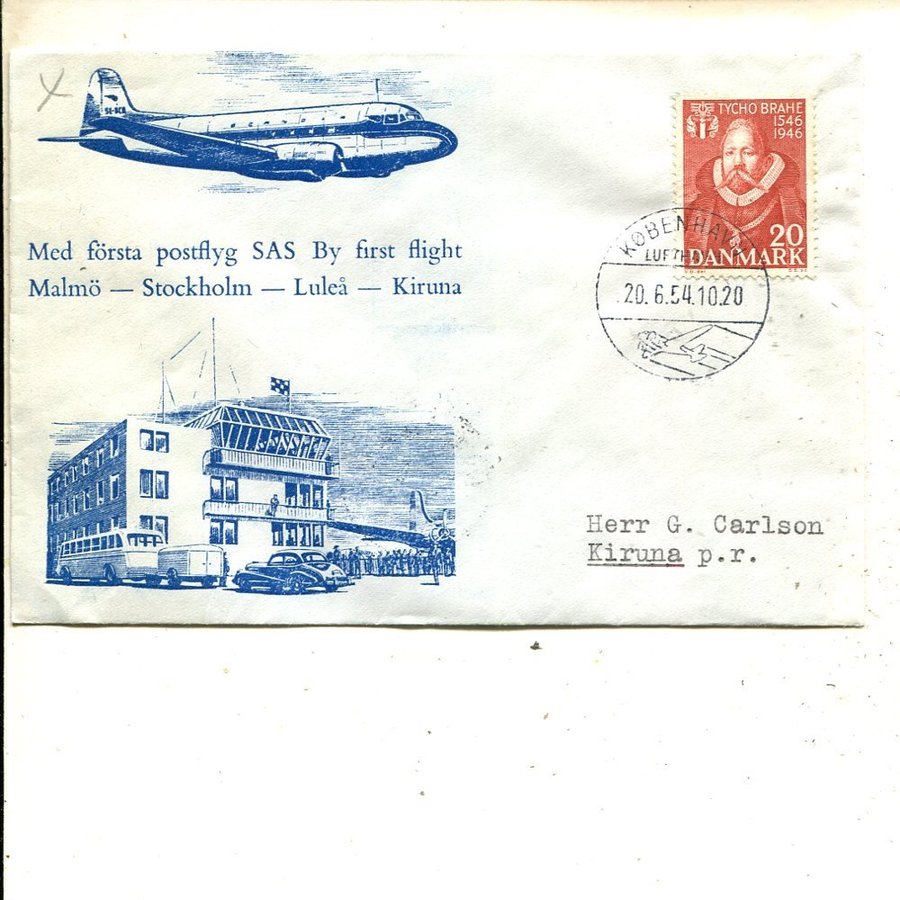 Med första postflyg SAS By first flight
Malmö — Stockholm — Luleå — Kiruna
TYCHO BRAHE
1546
1946
20
DANMARK
KØBENHAVN
20.6.54.10.20
Herr G. Carlson
Kiruna p.r.